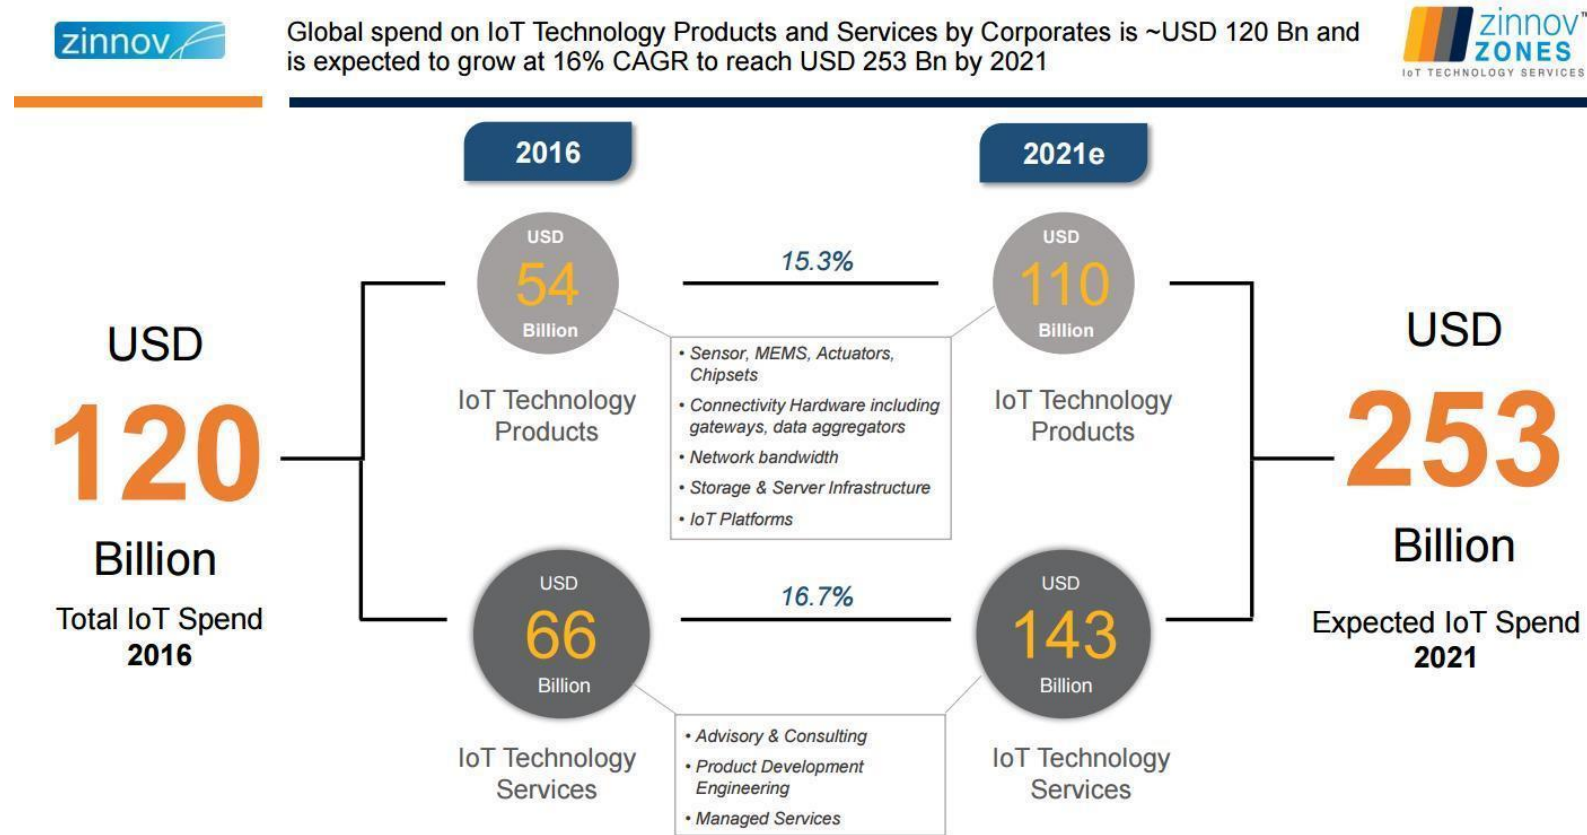 zinnov
Global spend on IoT Technology Products and Services by Corporates is ~USD 120 Bn and
is expected to grow at 16% CAGR to reach USD 253 Bn by 2021
zinnov™
ZONES
IoT TECHNOLOGY SERVICES
2016
2021e
USD
54
Billion
15.3%
USD
110
Billion
IoT Technology
Products
• Sensor, MEMS, Actuators,
Chipsets
• Connectivity Hardware including
gateways, data aggregators
• Network bandwidth
• Storage & Server Infrastructure
• IoT Platforms
IoT Technology
Products
USD
120
Billion
Total IoT Spend
2016
USD
253
Billion
Expected IoT Spend
2021
USD
66
Billion
16.7%
USD
143
Billion
IoT Technology
Services
• Advisory & Consulting
• Product Development
Engineering
• Managed Services
IoT Technology
Services